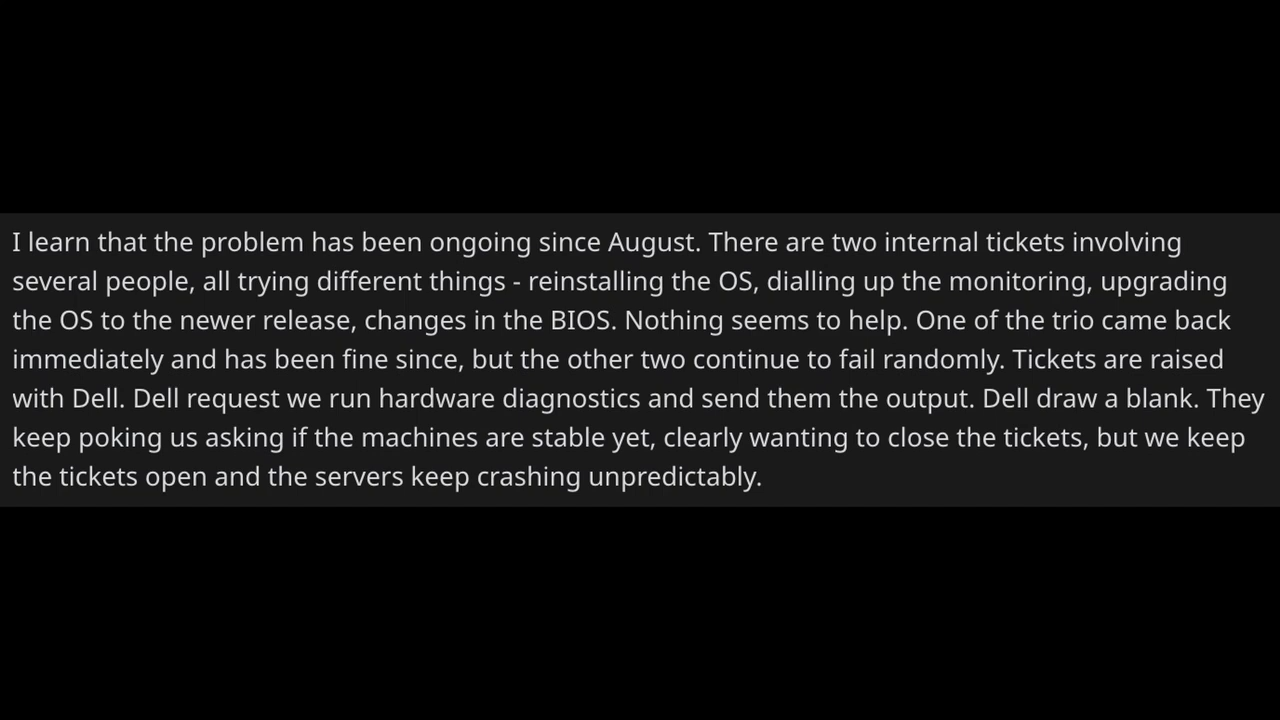 I learn that the problem has been ongoing since August. There are two internal tickets involving
several people, all trying different things - reinstalling the OS, dialling up the monitoring, upgrading
the OS to the newer release, changes in the BIOS. Nothing seems to help. One of the trio came back
immediately and has been fine since, but the other two continue to fail randomly. Tickets are raised
with Dell. Dell request we run hardware diagnostics and send them the output. Dell draw a blank. They
keep poking us asking if the machines are stable yet, clearly wanting to close the tickets, but we keep
the tickets open and the servers keep crashing unpredictably.